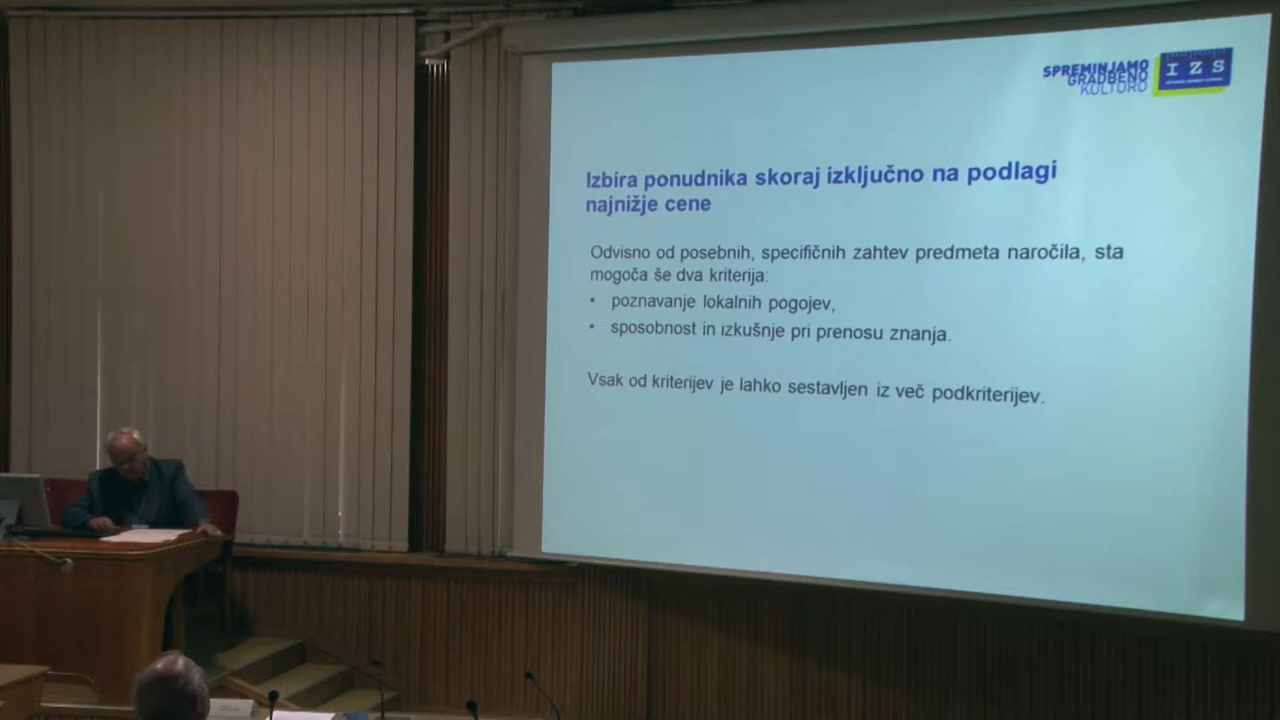 SPREMINJAMO
GRADBENO
KULTURO
IZS
Izbira ponudnika skoraj izključno na podlagi
najnižje cene
Odvisno od posebnih, specifičnih zahtev predmeta naročila, sta
mogoča še dva kriterija:
• poznavanje lokalnih pogojev,
• sposobnost in izkušnje pri prenosu znanja.
Vsak od kriterijev je lahko sestavljen iz več podkriterijev.